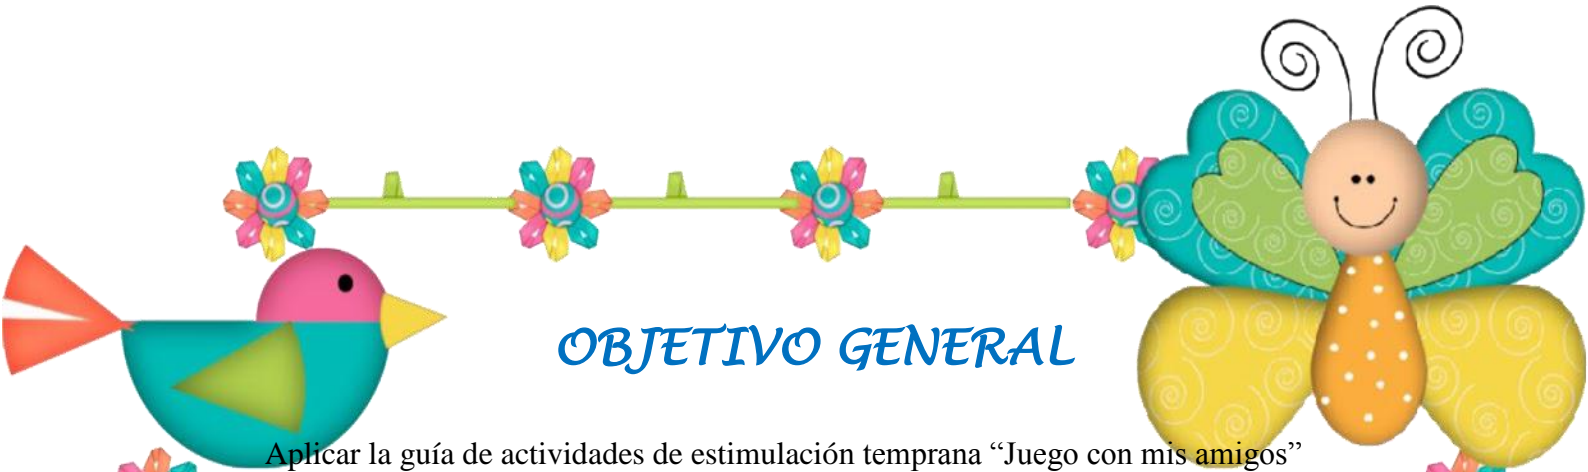 OBJETIVO GENERAL
Aplicar la guía de actividades de estimulación temprana “Juego con mis amigos”